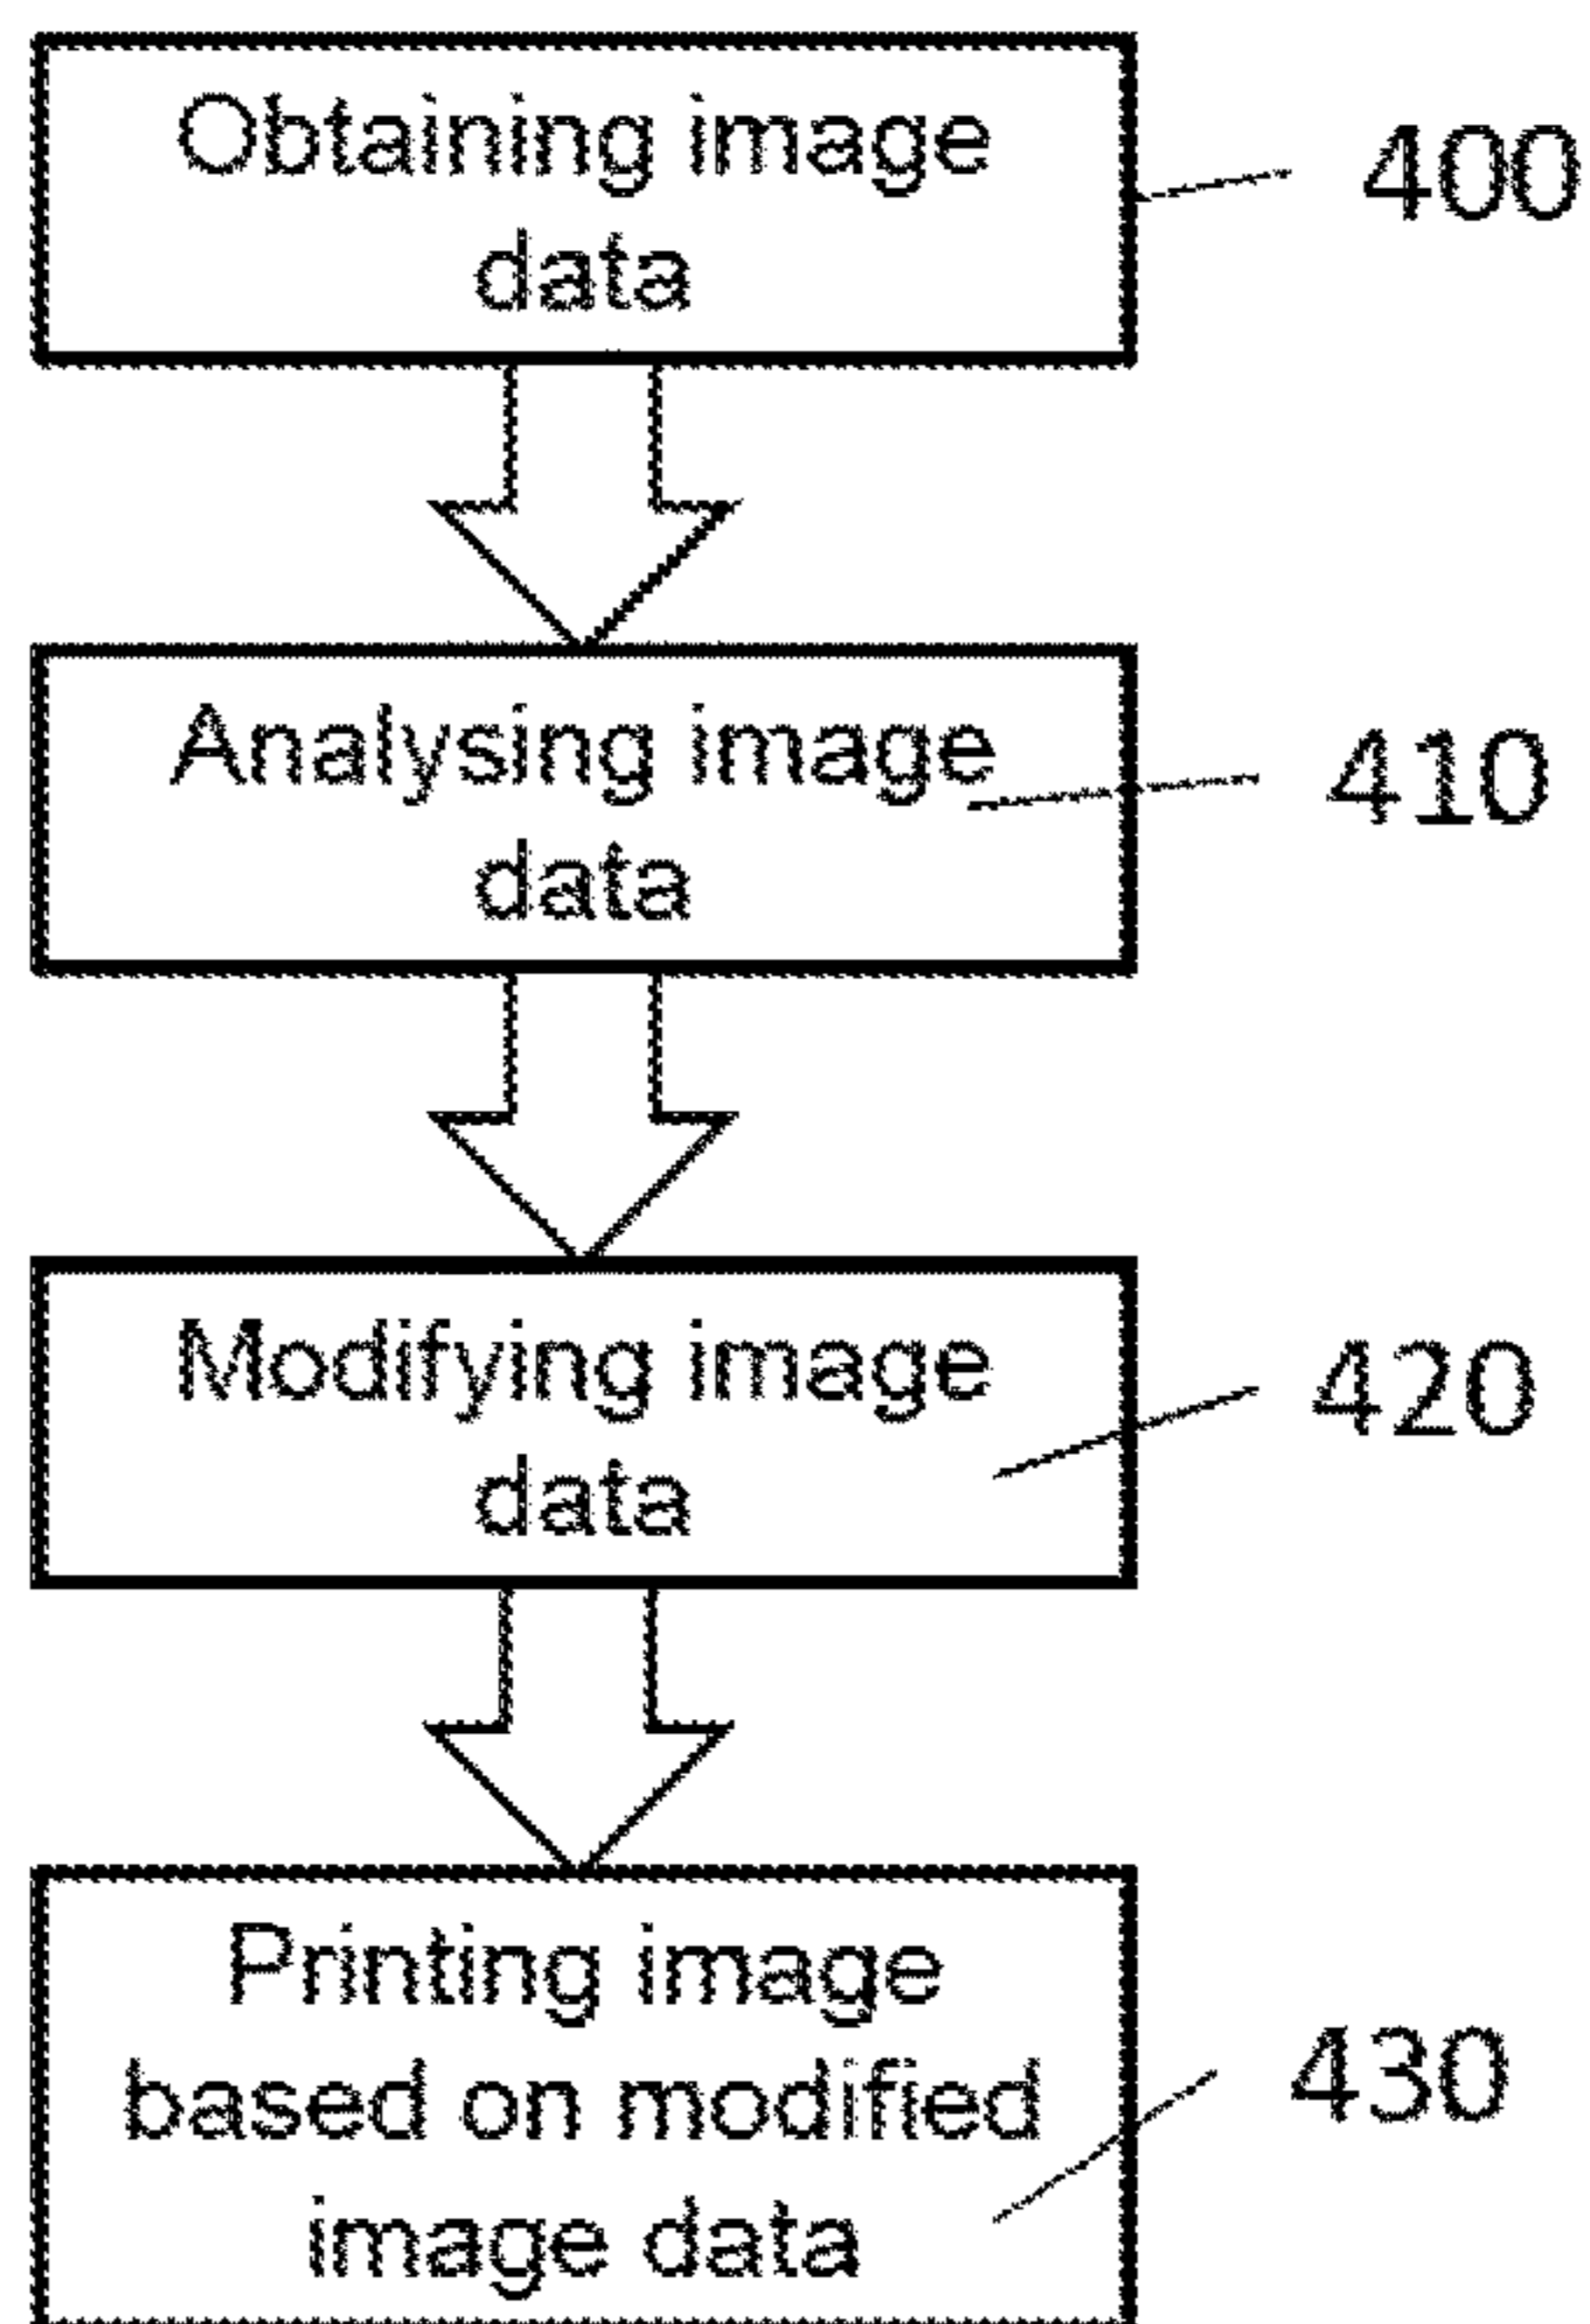 Obtaining image
data
400
Analysing image
data
410
Modifying image
data
420
Printing image
based on modified
image data
430